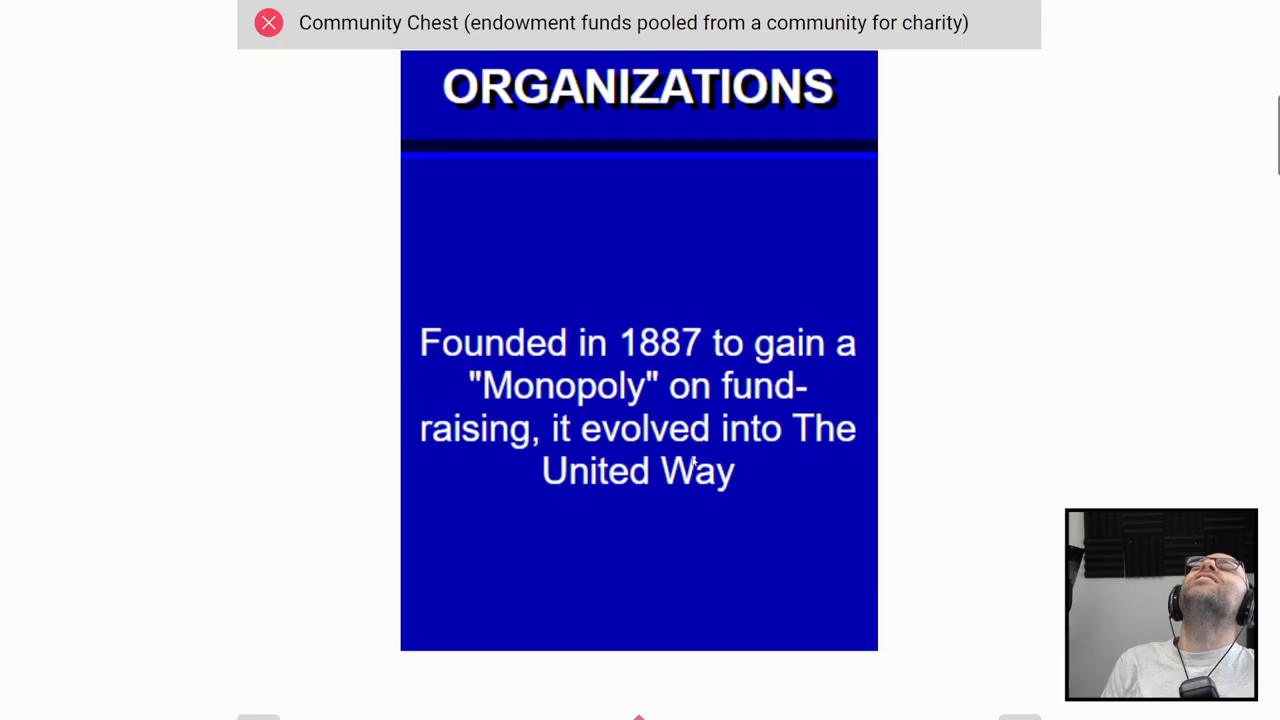 Community Chest (endowment funds pooled from a community for charity)
ORGANIZATIONS
Founded in 1887 to gain a
"Monopoly" on fund-
raising, it evolved into The
United Way